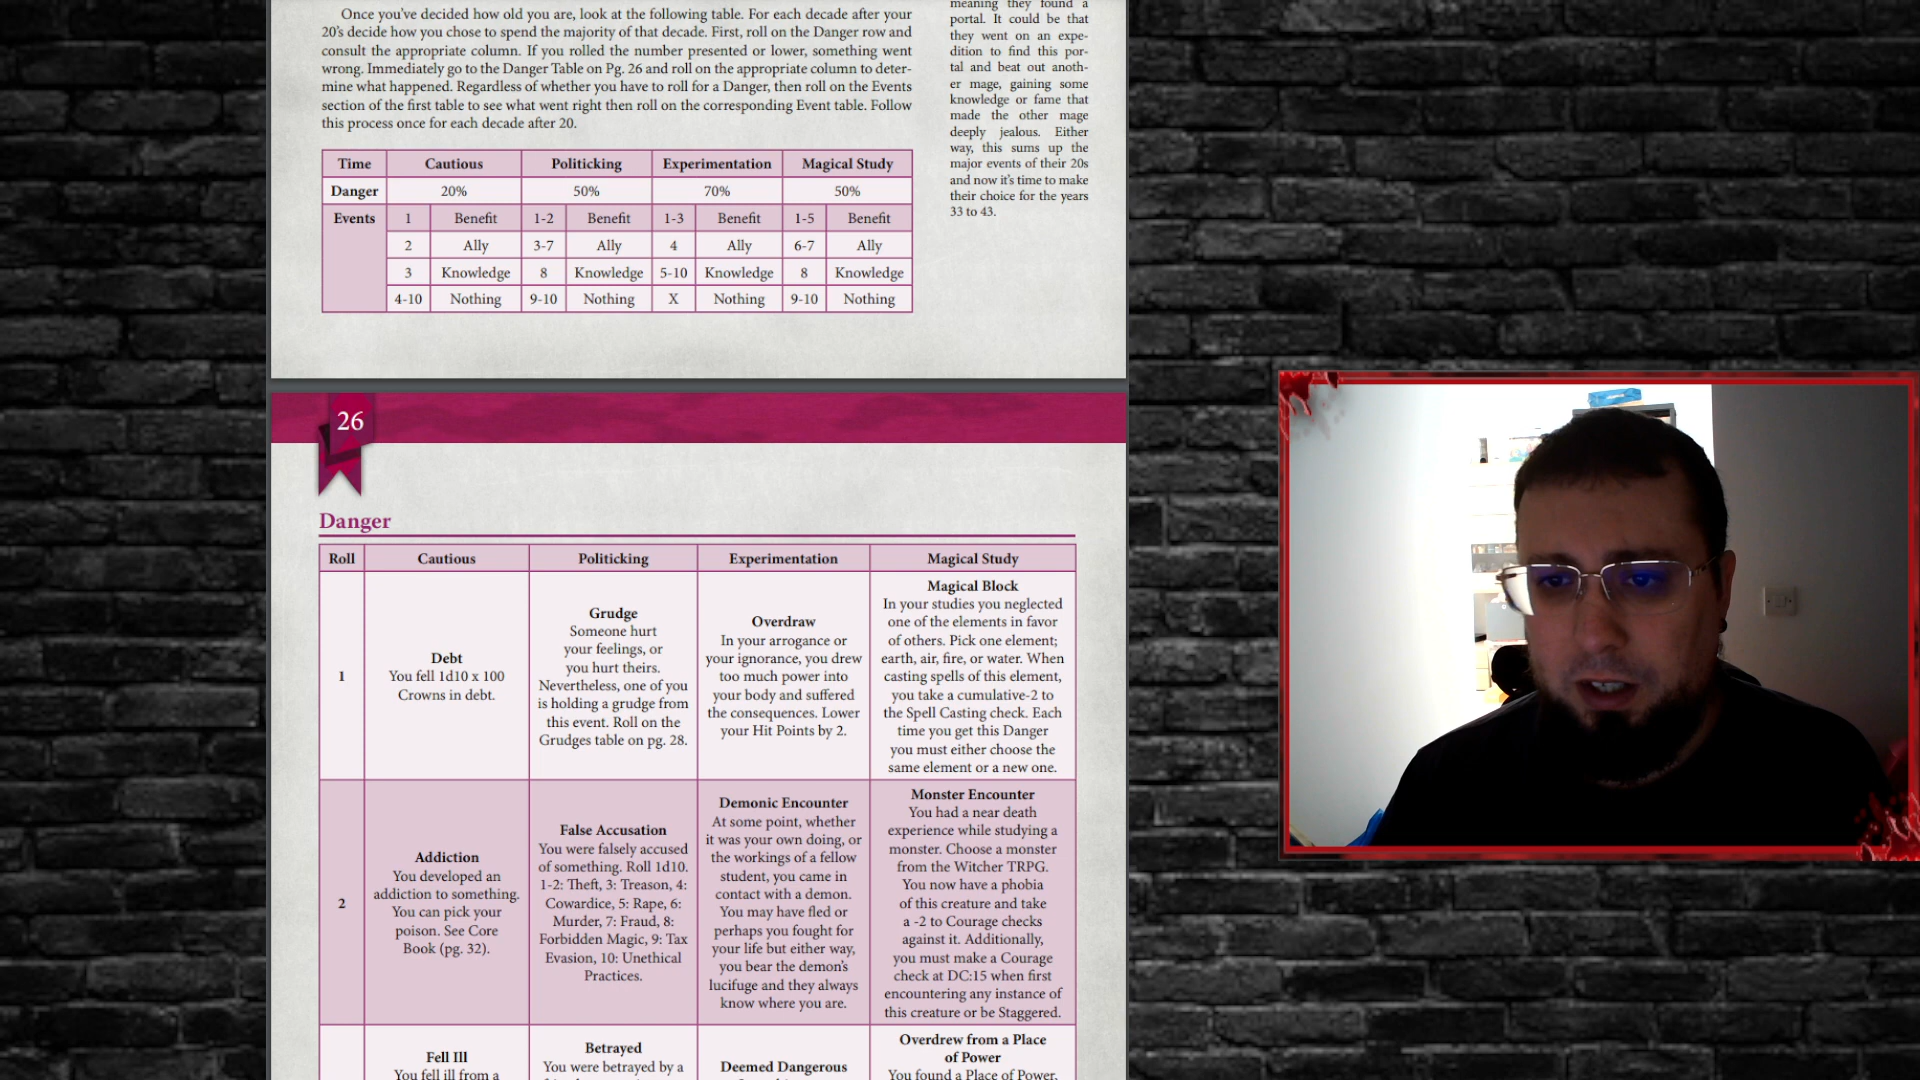 Once you've decided how old you are, look at the following table. For each decade after your
20's decide how you chose to spend the majority of that decade. First, roll on the Danger row and
consult the appropriate column. If you rolled the number presented or lower, something went
wrong. Immediately go to the Danger Table on Pg. 26 and roll on the appropriate column to deter-
mine what happened. Regardless of whether you have to roll for a Danger, then roll on the Events
section of the first table to see what went right then roll on the corresponding Event table. Follow
this process once for each decade after 20.
meaning they found a
portal. It could be that
they went on an expe-
dition to find this por-
tal and beat out anoth-
er mage, gaining some
knowledge or fame that
made the other mage
deeply jealous. Either
way, this sums up the
major events of their 20s
and now it's time to make
their choice for the years
33 to 43.
Time Cautious Politicking Experimentation Magical Study
Danger 20% 50% 70% 50%
Events 1 Benefit 1-2 Benefit 1-3 Benefit 1-5 Benefit
2 Ally 3-7 Ally 4 Ally 6-7 Ally
3 Knowledge 8 Knowledge 5-10 Knowledge 8 Knowledge
4-10 Nothing 9-10 Nothing X Nothing 9-10 Nothing
26
Danger
Roll Cautious Politicking Experimentation Magical Study
1
Debt
You fell 1d10 x 100
Crowns in debt.
Grudge
Someone hurt
your feelings, or
you hurt theirs.
Nevertheless, one of you
is holding a grudge from
this event. Roll on the
Grudges table on pg. 28.
Overdraw
In your arrogance or
your ignorance, you drew
too much power into
your body and suffered
the consequences. Lower
your Hit Points by 2.
Magical Block
In your studies you neglected
one of the elements in favor
of others. Pick one element;
earth, air, fire, or water. When
casting spells of this element,
you take a cumulative-2 to
the Spell Casting check. Each
time you get this Danger
you must either choose the
same element or a new one.
2
Addiction
You developed an
addiction to something.
You can pick your
poison. See Core
Book (pg. 32).
False Accusation
You were falsely accused
of something. Roll 1d10.
1-2: Theft, 3: Treason, 4:
Cowardice, 5: Rape, 6:
Murder, 7: Fraud, 8:
Forbidden Magic, 9: Tax
Evasion, 10: Unethical
Practices.
Demonic Encounter
At some point, whether
it was your own doing, or
the workings of a fellow
student, you came in
contact with a demon.
You may have fled or
perhaps you fought for
your life but either way,
you bear the demon's
lucifuge and they always
know where you are.
Monster Encounter
You had a near death
experience while studying a
monster. Choose a monster
from the Witcher TRPG.
You now have a phobia
of this creature and take
a -2 to Courage checks
against it. Additionally,
you must make a Courage
check at DC:15 when first
encountering any instance of
this creature or be Staggered.
Fell Ill
You fell ill from a
Betrayed
You were betrayed by a
Deemed Dangerous
Overdrew from a Place
of Power
You found a Place of Power,